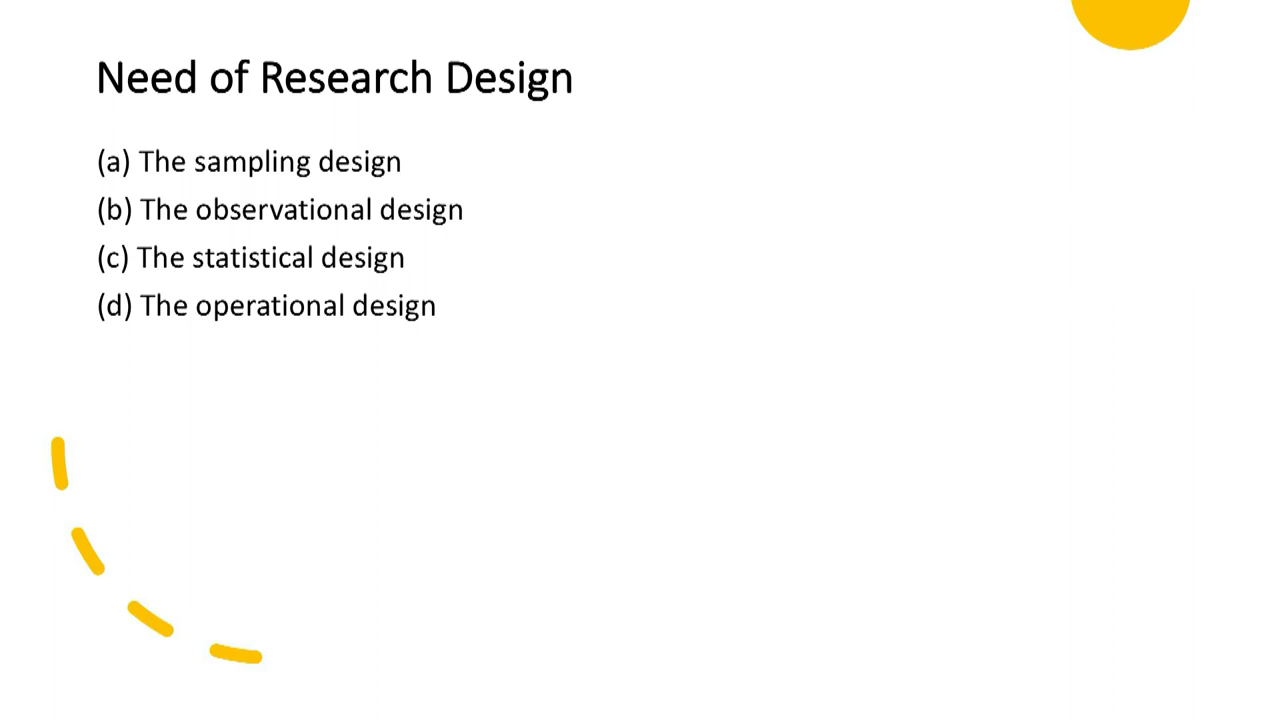 Need of Research Design
(a) The sampling design
(b) The observational design
(c) The statistical design
(d) The operational design